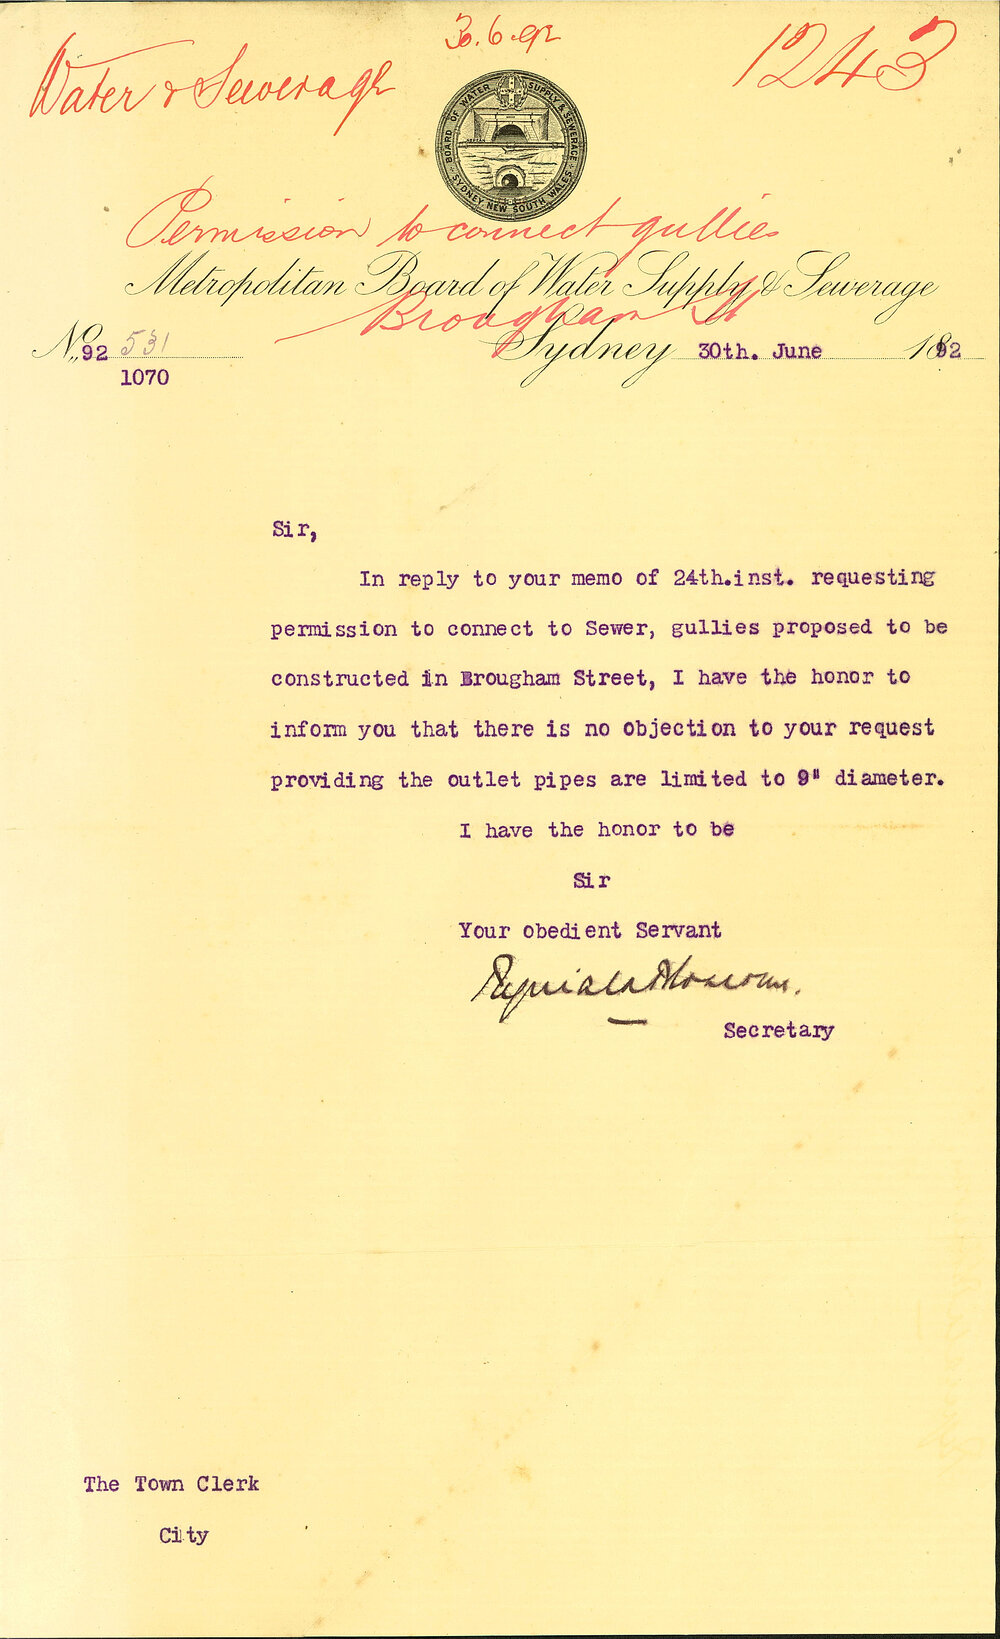 30.6.92
1243
Water & Sewerage
BOARD OF WATER SUPPLY & SEWERAGE
SYDNEY NEW SOUTH WALES
Permission to connect gullies
Metropolitan Board of Water Supply & Sewerage
Brougham St
No. 92 531
1070
Sydney 30th. June 1892
Sir,
In reply to your memo of 24th.inst. requesting
permission to connect to Sewer, gullies proposed to be
constructed in Brougham Street, I have the honor to
inform you that there is no objection to your request
providing the outlet pipes are limited to 9" diameter.
I have the honor to be
Sir
Your obedient Servant
Secretary
The Town Clerk
City